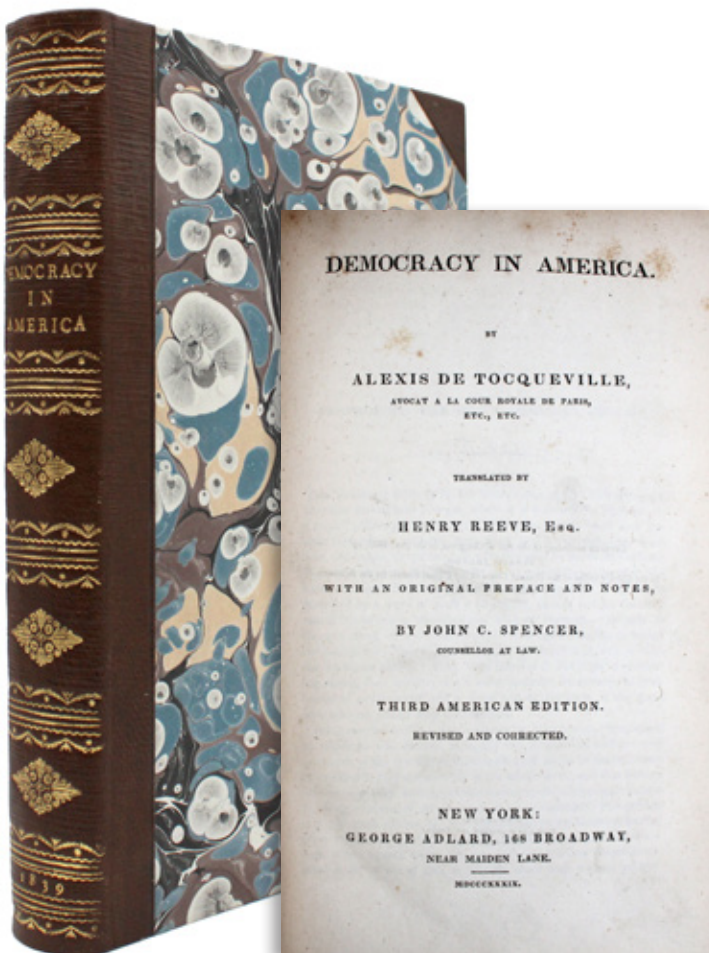 DEMOCRACY
IN
AMERICA
1839
DEMOCRACY IN AMERICA.
BY
ALEXIS DE TOCQUEVILLE,
AVOCAT A LA COUR ROYALE DE PARIS,
ETC., ETC.
TRANSLATED BY
HENRY REEVE, Esq.
WITH AN ORIGINAL PREFACE AND NOTES,
BY JOHN C. SPENCER,
COUNSELLOR AT LAW.
THIRD AMERICAN EDITION.
REVISED AND CORRECTED.
NEW YORK:
GEORGE ADLARD, 168 BROADWAY,
NEAR MAIDEN LANE.
MDCCCXXXIX.